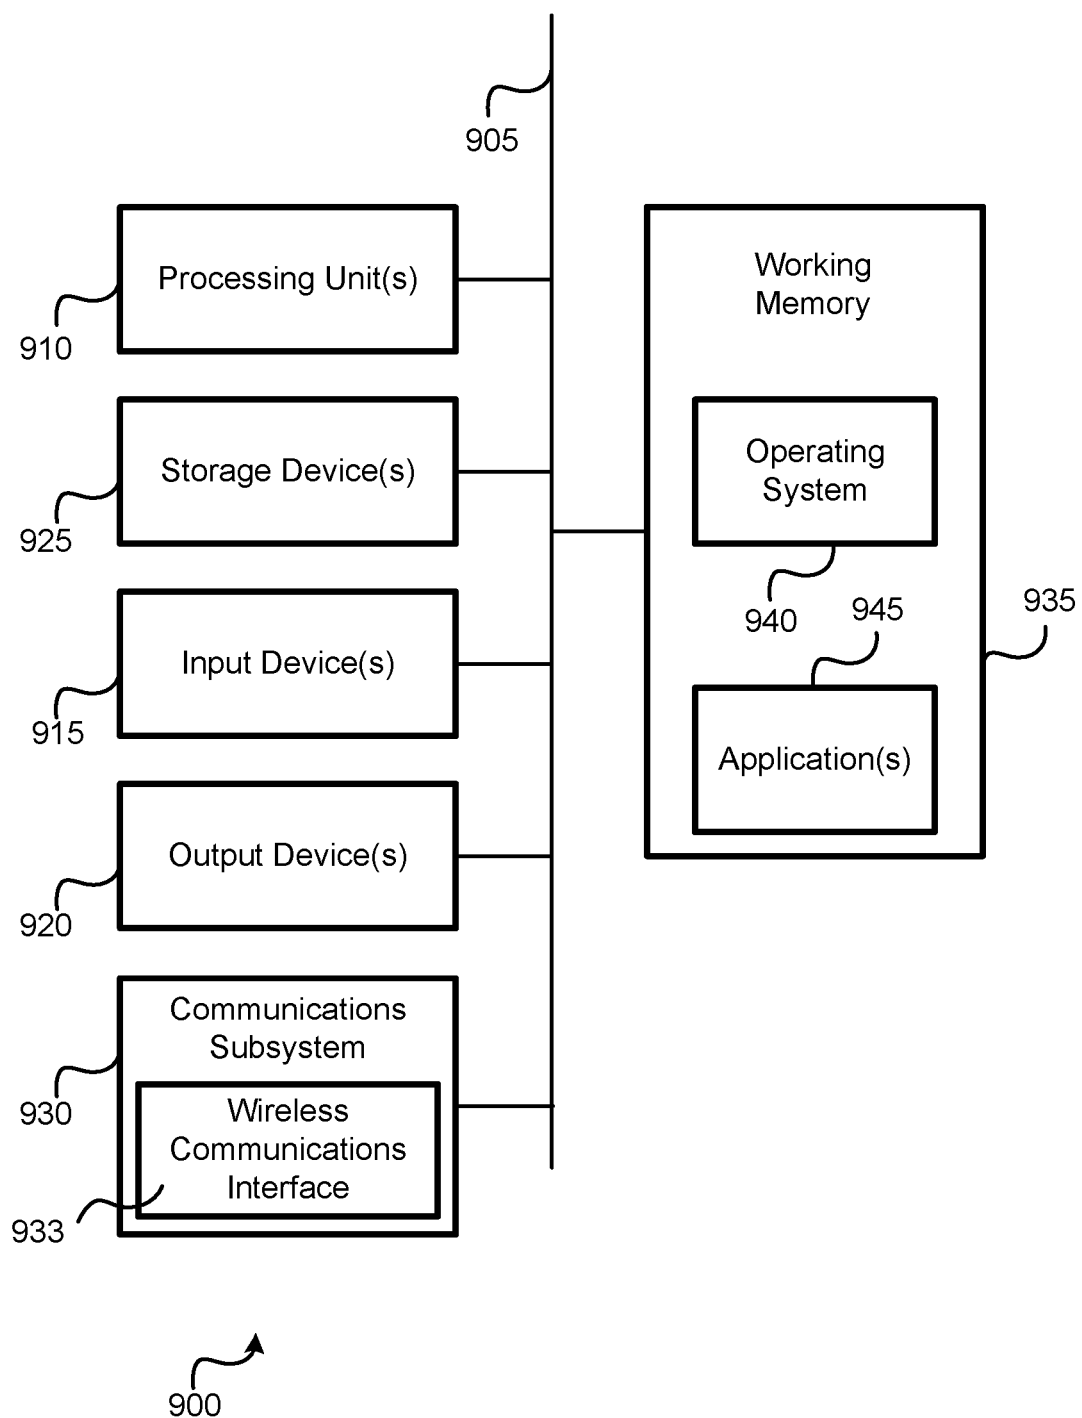 905
Processing Unit(s)
910
Storage Device(s)
925
Input Device(s)
915
Output Device(s)
920
Communications
Subsystem
930
Wireless
Communications
Interface
933
Working
Memory
Operating
System
940
945
935
Application(s)
900